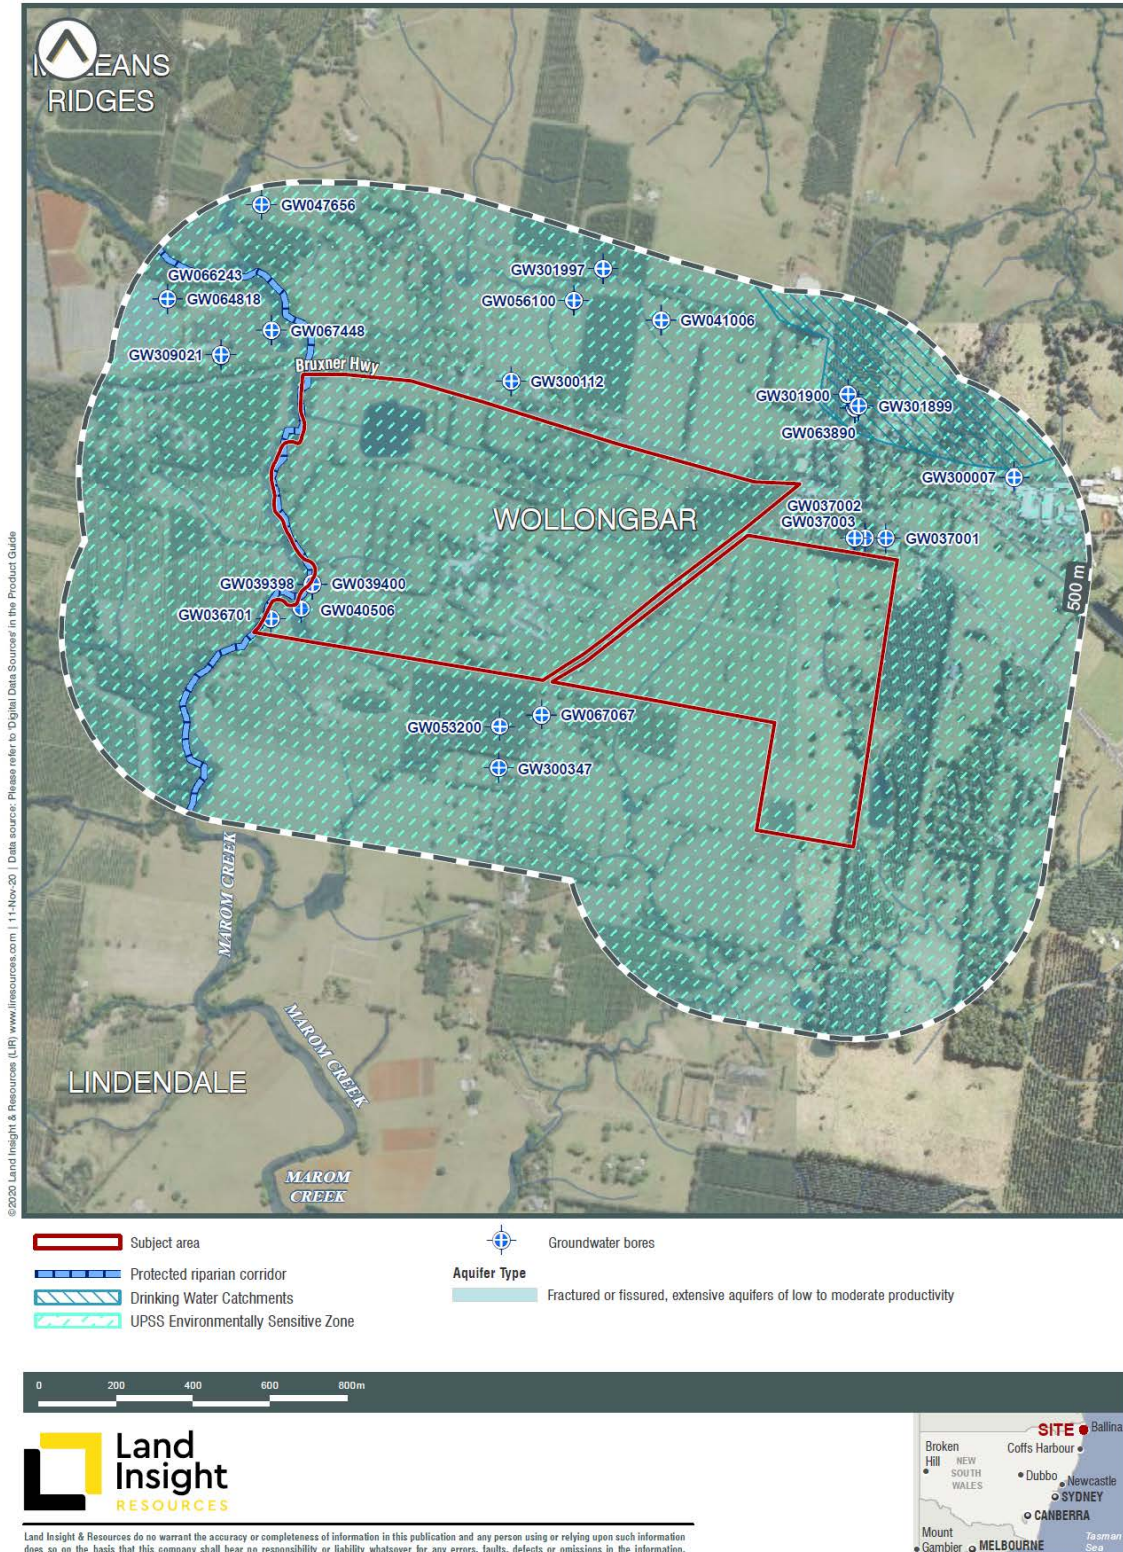 EANS
RIDGES
GW047656
GW301997
GW066243
GW064818
GW056100
GW041006
GW067448
GW309021
Bruxner Hwy
GW300112
GW301900
GW301899
GW063890
GW300007
WOLLONGBAR
GW037002
GW037003
GW037001
500 m
GW039398
GW039400
GW036701
GW040506
GW067067
GW053200
GW300347
MAROM CREEK
MAROM CREEK
LINDENDALE
MAROM
CREEK
©2020 Land Insight & Resources (LIR) www.liresources.com | 11-Nov-20 | Data source: Please refer to 'Digital Data Sources' in the Product Guide
Subject area
Protected riparian corridor
Drinking Water Catchments
UPSS Environmentally Sensitive Zone
Groundwater bores
Aquifer Type
Fractured or fissured, extensive aquifers of low to moderate productivity
0 200 400 600 800m
Land
Insight
RESOURCES
SITE Ballina
Broken
Hill
Coffs Harbour
NEW
SOUTH
WALES
Dubbo
Newcastle
SYDNEY
CANBERRA
Mount
Gambier
MELBOURNE
Tasman
Sea
Land Insight & Resources do no warrant the accuracy or completeness of information in this publication and any person using or relying upon such information
does so on the basis that this company shall bear no responsibility or liability whatsoever for any errors, faults, defects or omissions in the information.